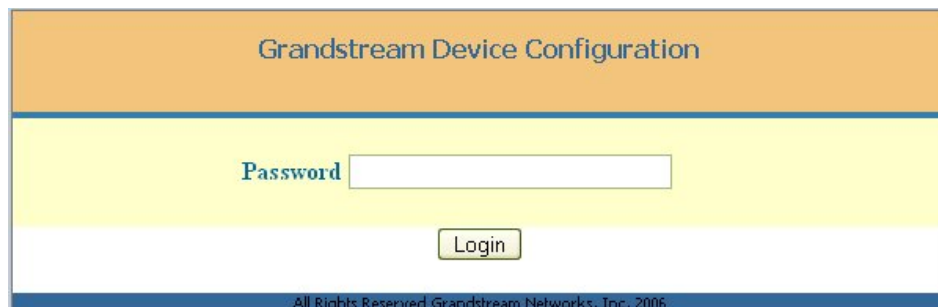 Grandstream Device Configuration
Password
Login
All Rights Reserved Grandstream Networks, Inc. 2006